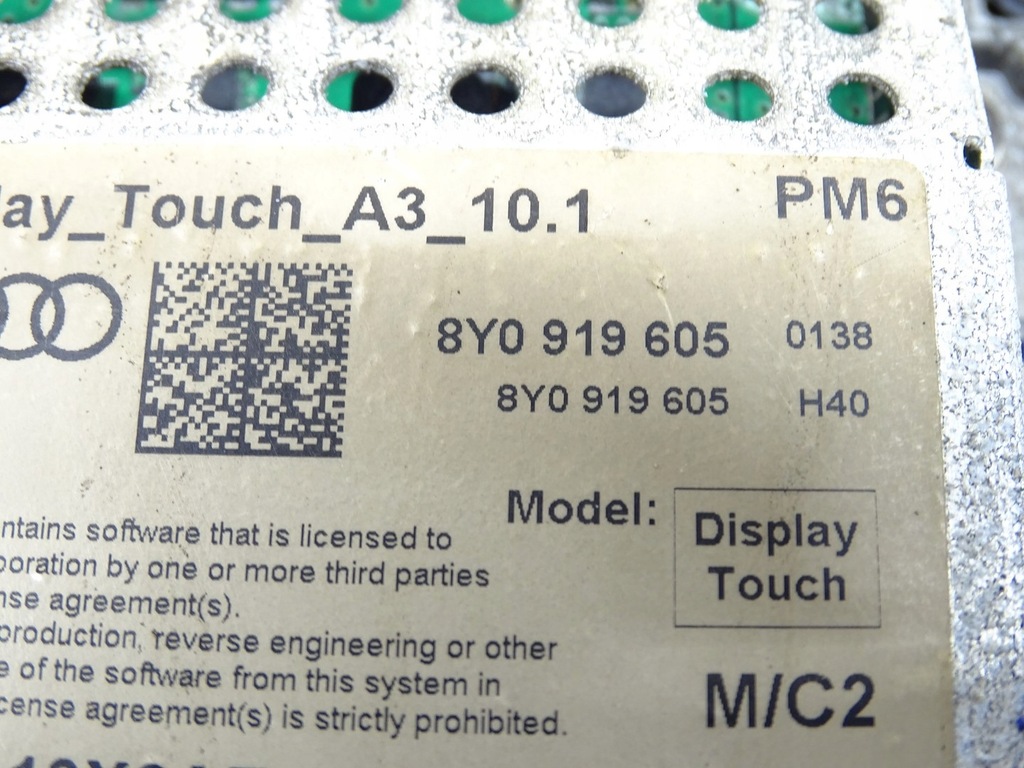 lay_Touch_A3_10.1 PM6
8Y0 919 605 0138
8Y0 919 605 H40
Model: Display
Touch
ntains software that is licensed to
poration by one or more third parties
nse agreement(s).
production, reverse engineering or other
e of the software from this system in
cense agreement(s) is strictly prohibited.
M/C2